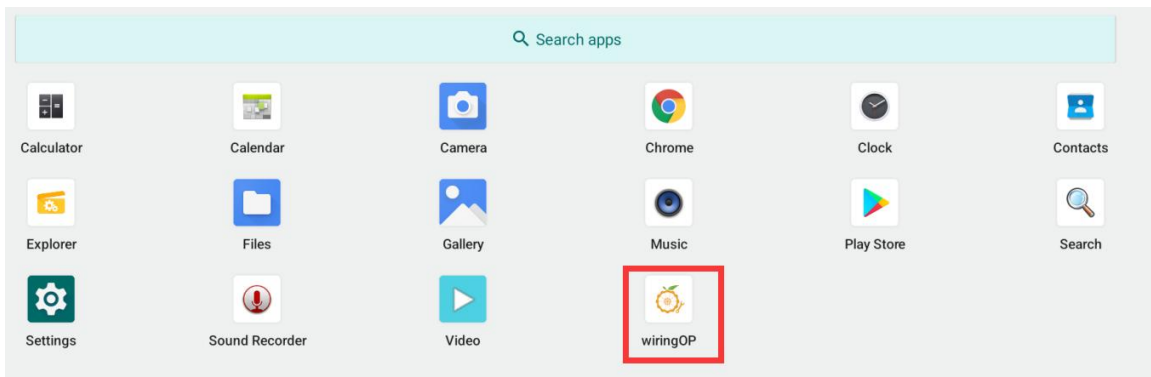 Search apps
Calculator Calendar Camera Chrome Clock Contacts
Explorer Files Gallery Music Play Store Search
Settings Sound Recorder Video wiringOP